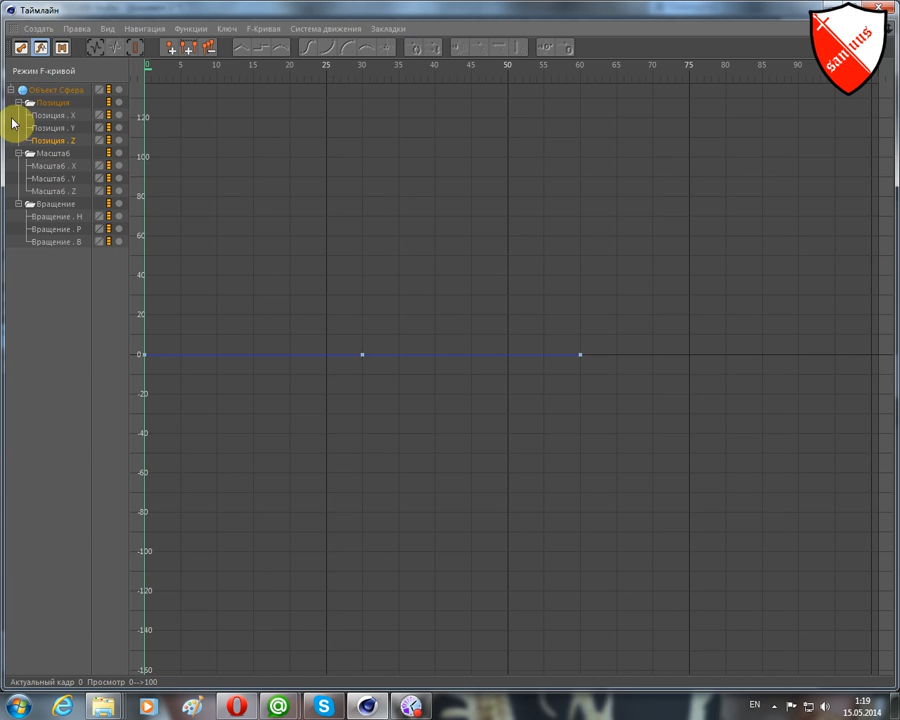 Таймлайн
Создать Правка Вид Навигация Функции Ключ F-Кривая Система движения Закладки
Режим F-кривой
0 5 10 15 20 25 30 35 40 45 50 55 60 65 70 75 80
Объект Сфера
Позиция
Позиция . X
Позиция . Y
Позиция . Z
Масштаб
Масштаб . X
Масштаб . Y
Масштаб . Z
Вращение
Вращение . H
Вращение . P
Вращение . B
120
100
80
60
40
20
0
-20
-40
-60
-80
-100
-120
-140
-160
san uus
Актуальный кадр 0 Просмотр 0-->100
EN
1:19
15.05.2014